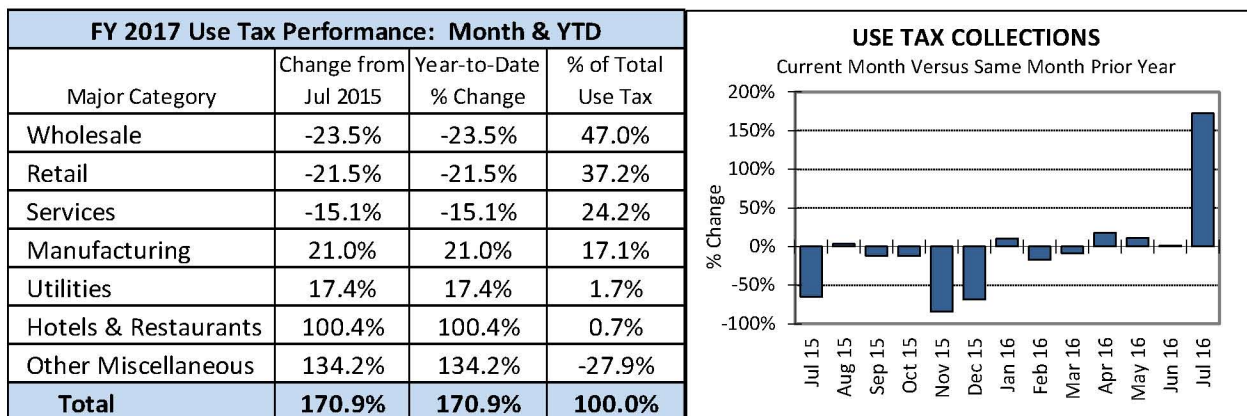 FY 2017 Use Tax Performance: Month & YTD
Change from Year-to-Date % of Total
Major Category Jul 2015 % Change Use Tax
Wholesale -23.5% -23.5% 47.0%
Retail -21.5% -21.5% 37.2%
Services -15.1% -15.1% 24.2%
Manufacturing 21.0% 21.0% 17.1%
Utilities 17.4% 17.4% 1.7%
Hotels & Restaurants 100.4% 100.4% 0.7%
Other Miscellaneous 134.2% 134.2% -27.9%
Total 170.9% 170.9% 100.0%
USE TAX COLLECTIONS
Current Month Versus Same Month Prior Year
% Change
200%
150%
100%
50%
0%
-50%
-100%
Jul 15
Aug 15
Sep 15
Oct 15
Nov 15
Dec 15
Jan 16
Feb 16
Mar 16
Apr 16
May 16
Jun 16
Jul 16